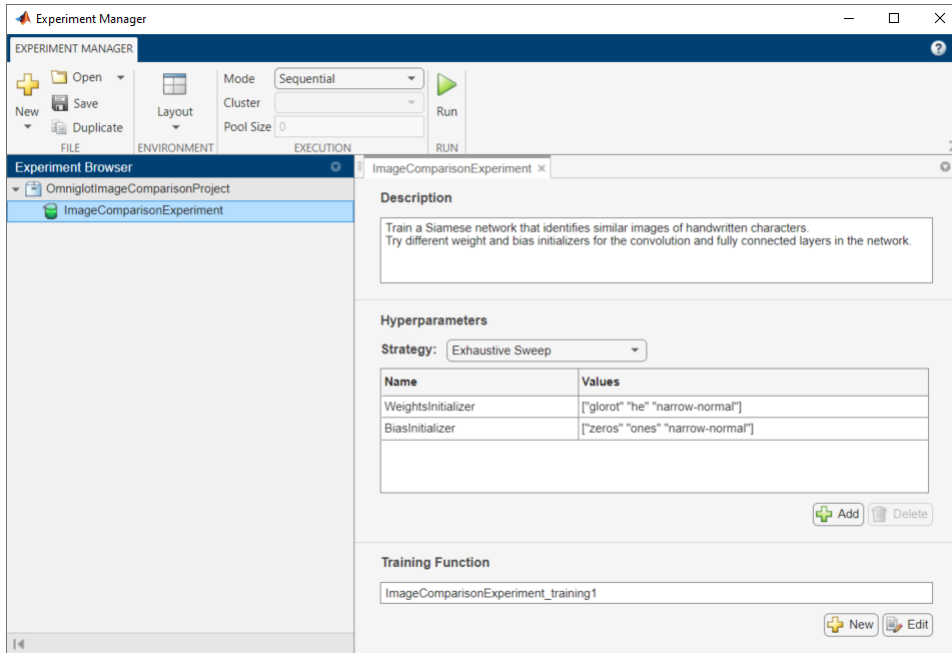 Experiment Manager
EXPERIMENT MANAGER
?
New
Open
Save
Duplicate
FILE
Layout
ENVIRONMENT
Mode Sequential
Cluster
Pool Size 0
EXECUTION
Run
RUN
Experiment Browser
OmniglotImageComparisonProject
ImageComparisonExperiment
ImageComparisonExperiment ×
Description
Train a Siamese network that identifies similar images of handwritten characters.
Try different weight and bias initializers for the convolution and fully connected layers in the network.
Hyperparameters
Strategy: Exhaustive Sweep
Name Values
WeightsInitializer ["glorot" "he" "narrow-normal"]
BiasInitializer ["zeros" "ones" "narrow-normal"]
Add Delete
Training Function
ImageComparisonExperiment_training1
New Edit